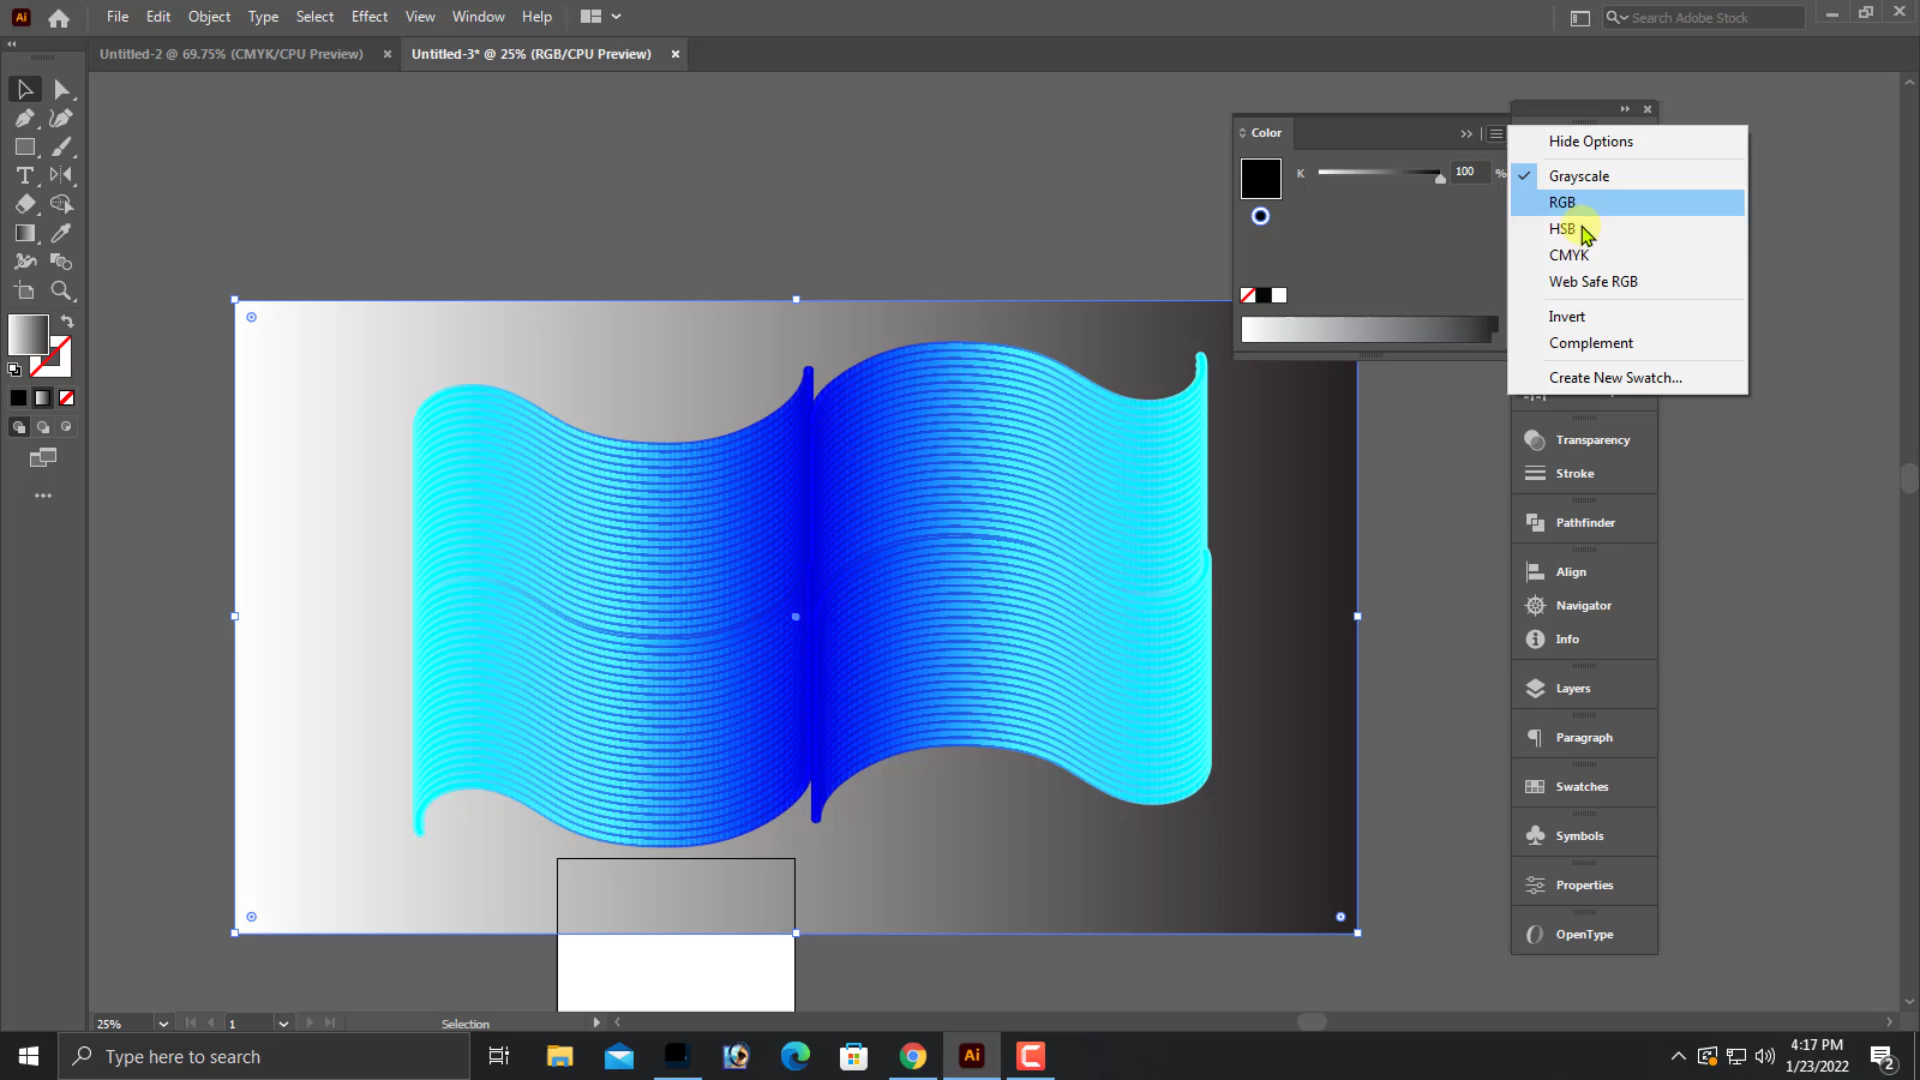 Ai File Edit Object Type Select Effect View Window Help Search Adobe Stock
Untitled-2 @ 69.75% (CMYK/CPU Preview) Untitled-3* @ 25% (RGB/CPU Preview)
Color
K 100 %
Hide Options
Grayscale
RGB
HSB
CMYK
Web Safe RGB
Invert
Complement
Create New Swatch...
Transparency
Stroke
Pathfinder
Align
Navigator
Info
Layers
Paragraph
Swatches
Symbols
Properties
OpenType
25% 1 Selection
Type here to search
Ai
4:17 PM
1/23/2022
2